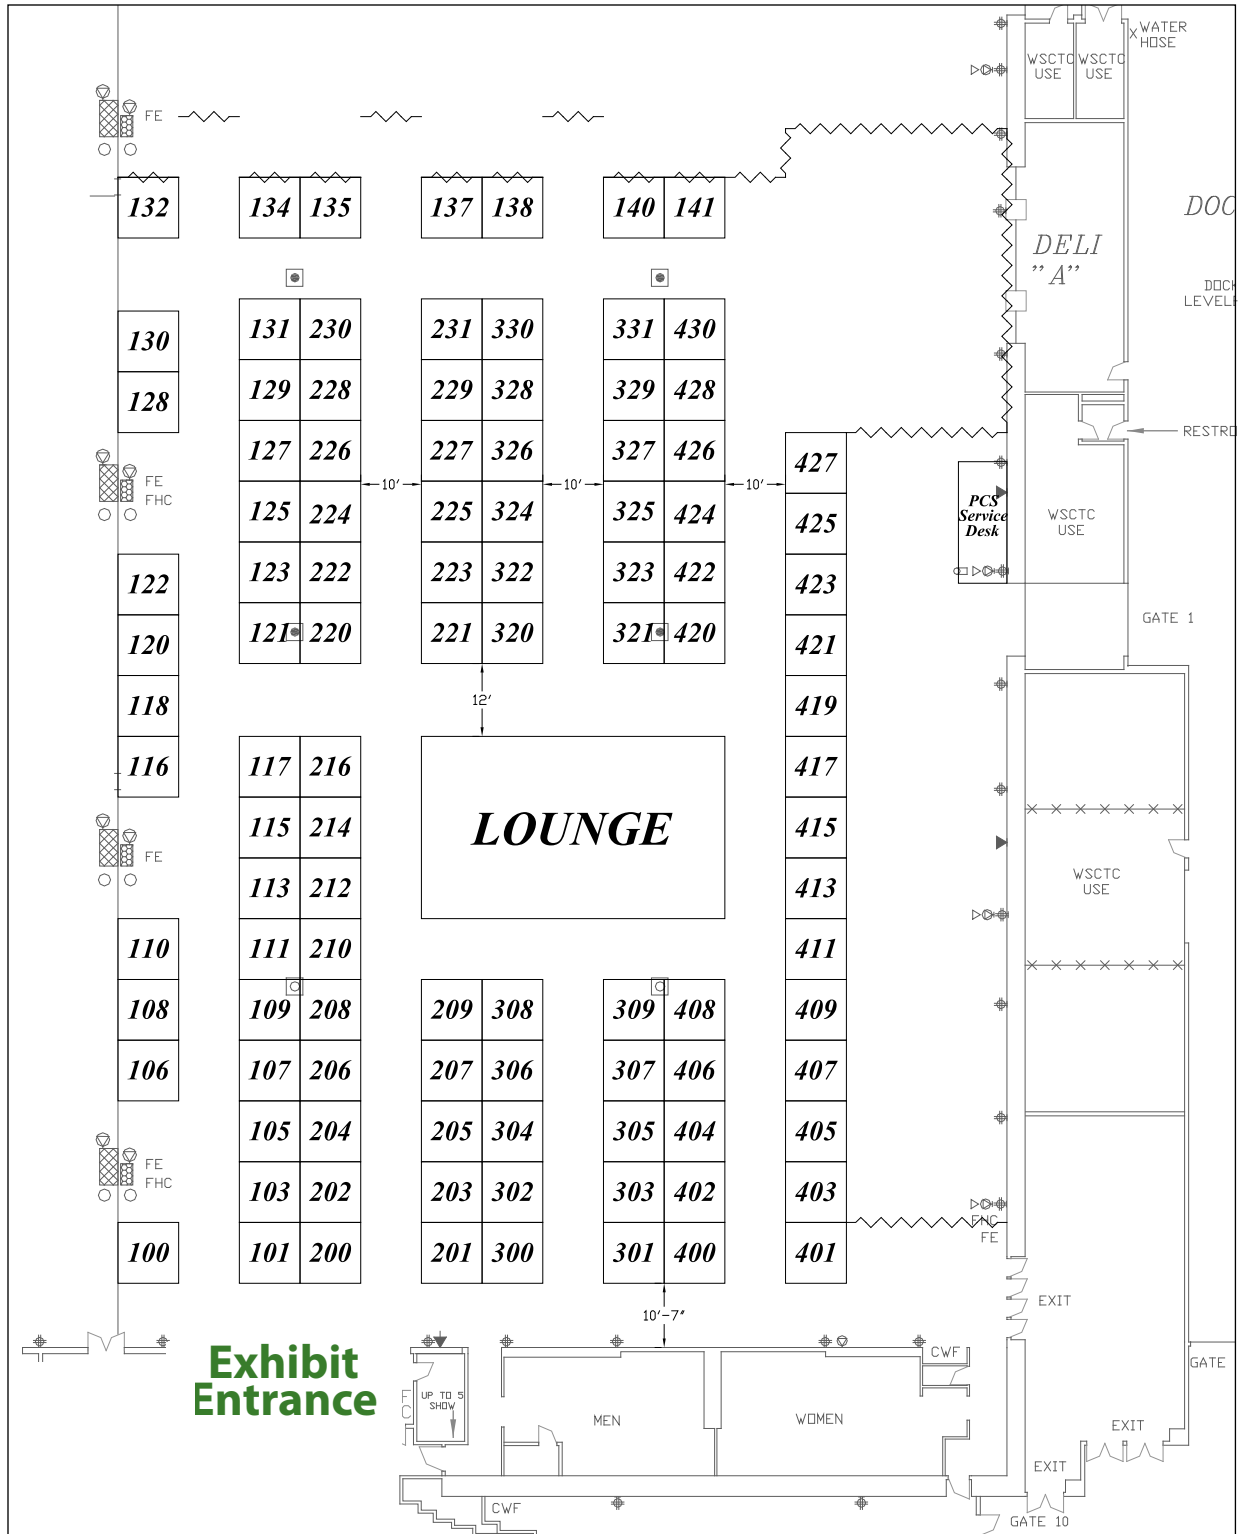 WATER
HOSE
WSCTC WSCTC
USE USE
FE
132 134 135 137 138 140 141
DOC
DELI
"A"
DOCK
LEVEL
131 230 231 330 331 430
130
129 228 229 328 329 428
128
127 226 227 326 327 426
RESTRO
427
10' 10' 10'
FE
FHC
125 224 225 324 325 424
425
PCS
Service
Desk
WSCTC
USE
122 123 222 223 322 323 422 423
GATE 1
120 121 220 221 320 321 420 421
118 12' 419
116 117 216 417
115 214 LOUNGE 415
FE
113 212 413
WSCTC
USE
110 111 210 411
108 109 208 209 308 309 408 409
106 107 206 207 306 307 406 407
105 204 205 304 305 404 405
FE
FHC
103 202 203 302 303 402 403
FHC
FE
100 101 200 201 300 301 400 401
EXIT
10'-7"
Exhibit
Entrance
CWF
GATE
F
C
UP TO 5
SHOW
MEN WOMEN
EXIT
EXIT
CWF
GATE 10